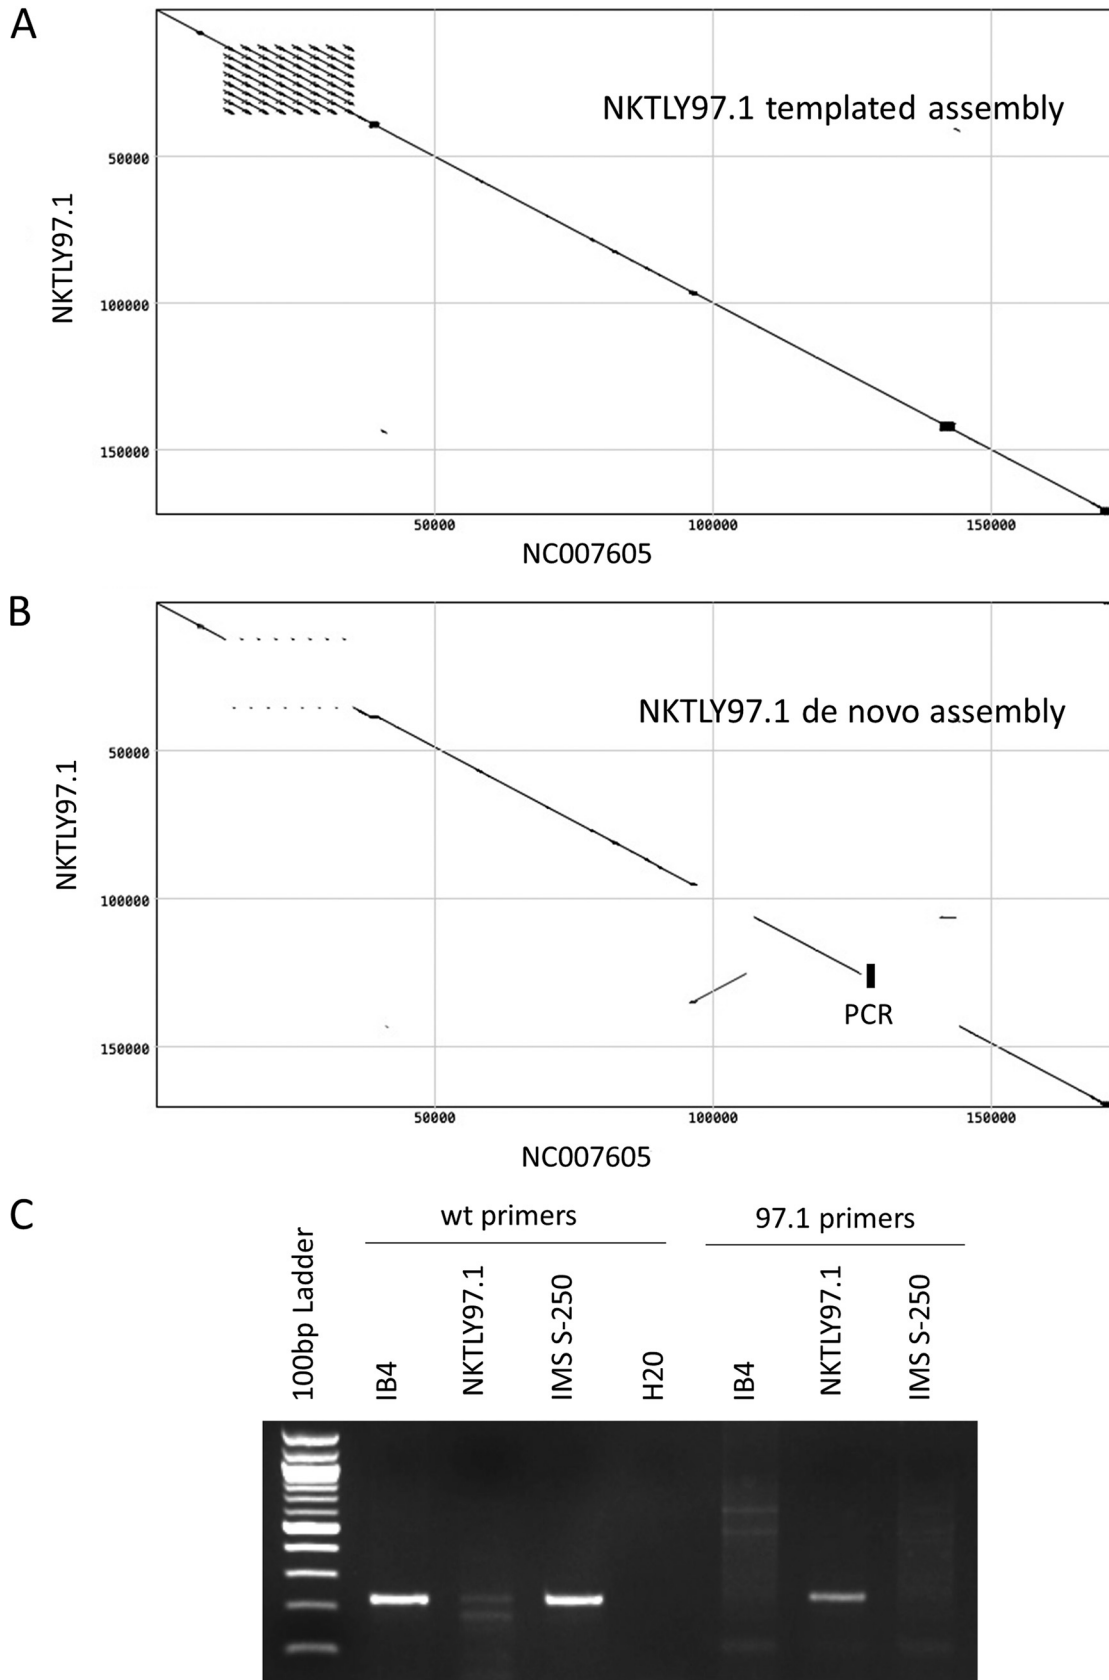 A
NKTLY97.1 templated assembly
NKTLY97.1
50000
100000
150000
50000 100000 150000
NC007605
B
NKTLY97.1 de novo assembly
NKTLY97.1
50000
100000
150000
PCR
50000 100000 150000
NC007605
C
wt primers 97.1 primers
100bp Ladder
IB4
NKTLY97.1
IMS S-250
H20
IB4
NKTLY97.1
IMS S-250